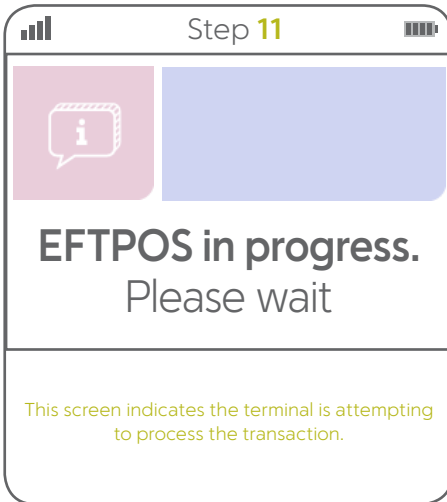 Step 11
i
EFTPOS in progress.
Please wait
This screen indicates the terminal is attempting
to process the transaction.